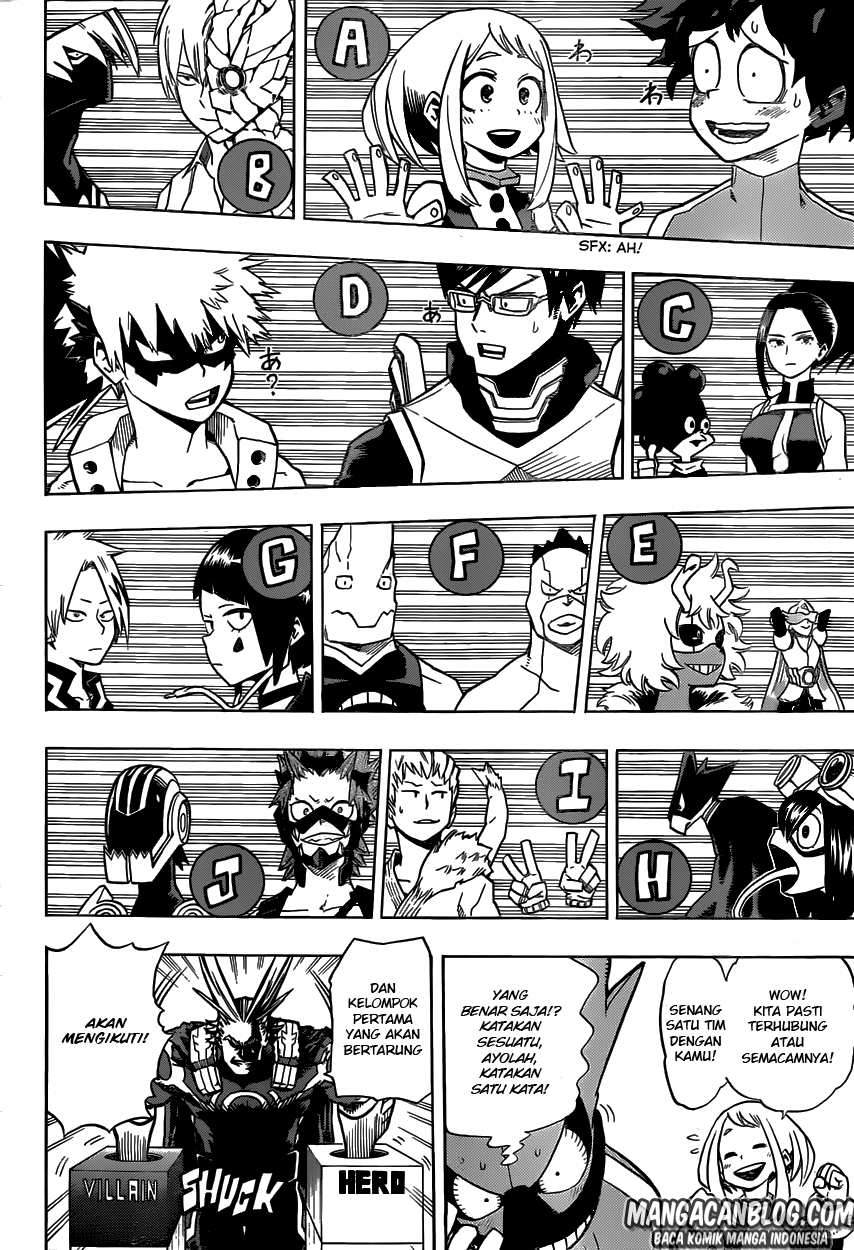 A
わ
わ
B
SFX: AH!
C
D
あ
あ?
E
F
G
H
I
J
WOW!
KITA PASTI
TERHUBUNG
ATAU
SEMACAMNYA!
SENANG
SATU TIM
DENGAN
KAMU!
YANG
BENAR SAJA!?
KATAKAN
SESUATU,
AYOLAH,
KATAKAN
SATU KATA!
DAN
KELOMPOK
PERTAMA
YANG AKAN
BERTARUNG
AKAN
MENGIKUTI!
HERO
VILLAIN
SHUCK
MANGACANBLOG.COM
BACA KOMIK MANGA INDONESIA